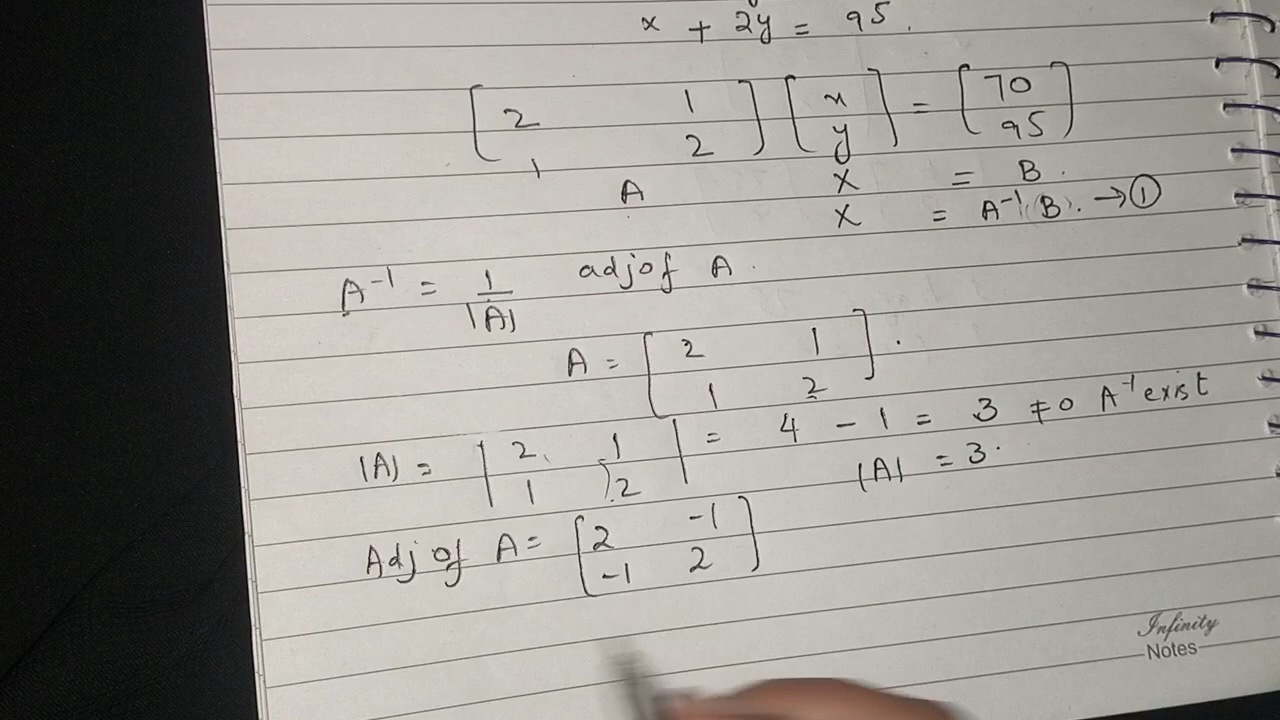 x + 2y = 95.
[2 1] [x] = [70]
[1 2] [y] [95]
A X = B.
X = A⁻¹(B). → ①
A⁻¹ = 1/|A| adj of A.
A = [2 1].
[1 2]
|A| = |2 1| = 4 - 1 = 3 ≠ 0 A⁻¹ exist
|1 2| |A| = 3.
Adj of A = [2 -1]
[-1 2]
Infinity
Notes